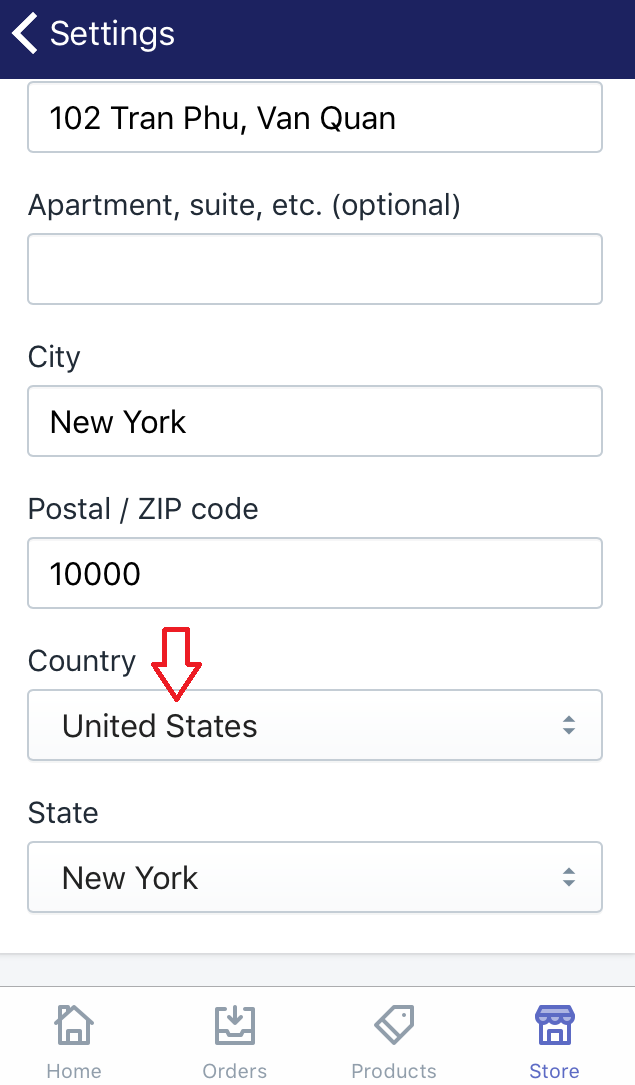 Settings
102 Tran Phu, Van Quan
Apartment, suite, etc. (optional)
City
New York
Postal / ZIP code
10000
Country
United States
State
New York
Home Orders Products Store